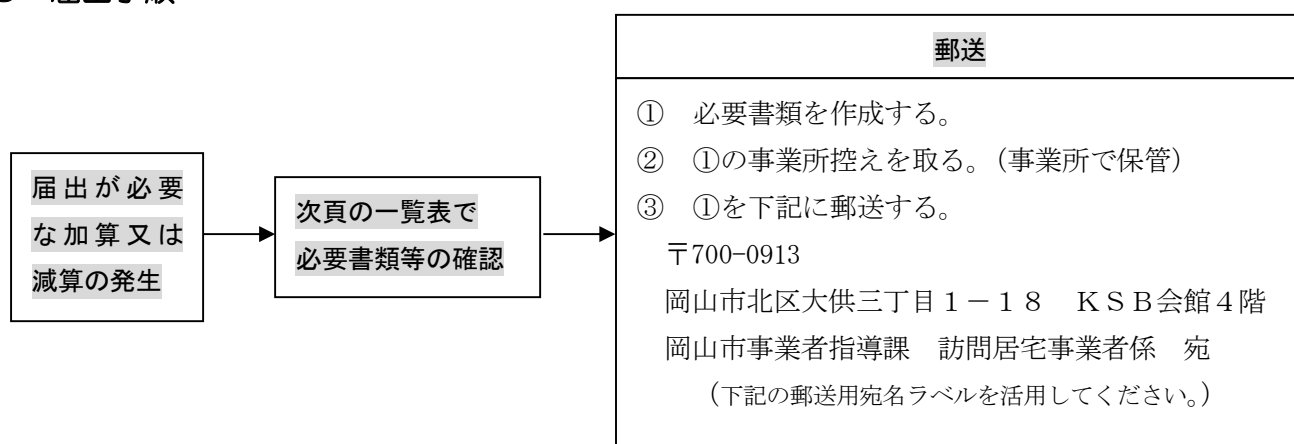 届出が必要
な加算又は
減算の発生
次頁の一覧表で
必要書類等の確認
郵送
① 必要書類を作成する。
② ①の事業所控えを取る。(事業所で保管)
③ ①を下記に郵送する。
〒700-0913
岡山市北区大供三丁目1-18 KSB会館4階
岡山市事業者指導課 訪問居宅事業者係 宛
(下記の郵送用宛名ラベルを活用してください。)